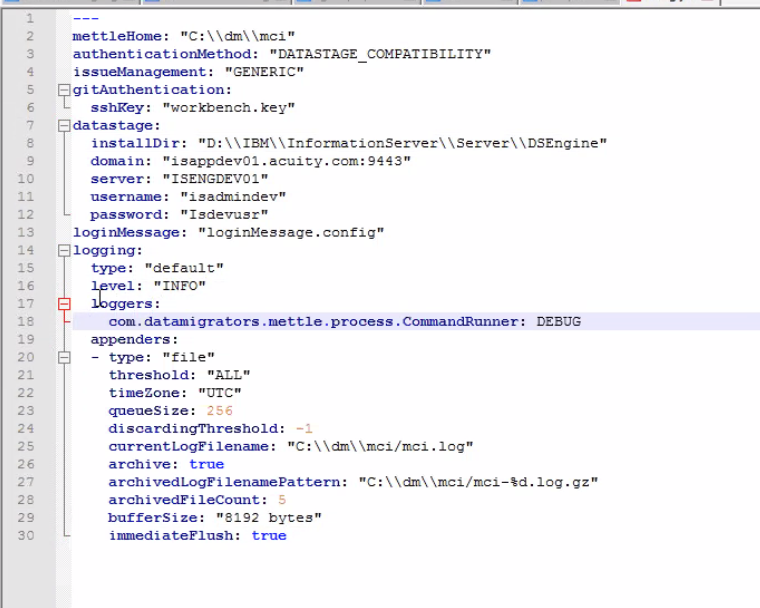 1 ---
2 mettleHome: "C:\\dm\\mci"
3 authenticationMethod: "DATASTAGE_COMPATIBILITY"
4 issueManagement: "GENERIC"
5 gitAuthentication:
6 sshKey: "workbench.key"
7 datastage:
8 installDir: "D:\\IBM\\InformationServer\\Server\\DSEngine"
9 domain: "isappdev01.acuity.com:9443"
10 server: "ISENGDEV01"
11 username: "isadmindev"
12 password: "Isdevusr"
13 loginMessage: "loginMessage.config"
14 logging:
15 type: "default"
16 level: "INFO"
17 loggers:
18 com.datamigrators.mettle.process.CommandRunner: DEBUG
19 appenders:
20 - type: "file"
21 threshold: "ALL"
22 timeZone: "UTC"
23 queueSize: 256
24 discardingThreshold: -1
25 currentLogFilename: "C:\\dm\\mci/mci.log"
26 archive: true
27 archivedLogFilenamePattern: "C:\\dm\\mci/mci-%d.log.gz"
28 archivedFileCount: 5
29 bufferSize: "8192 bytes"
30 immediateFlush: true